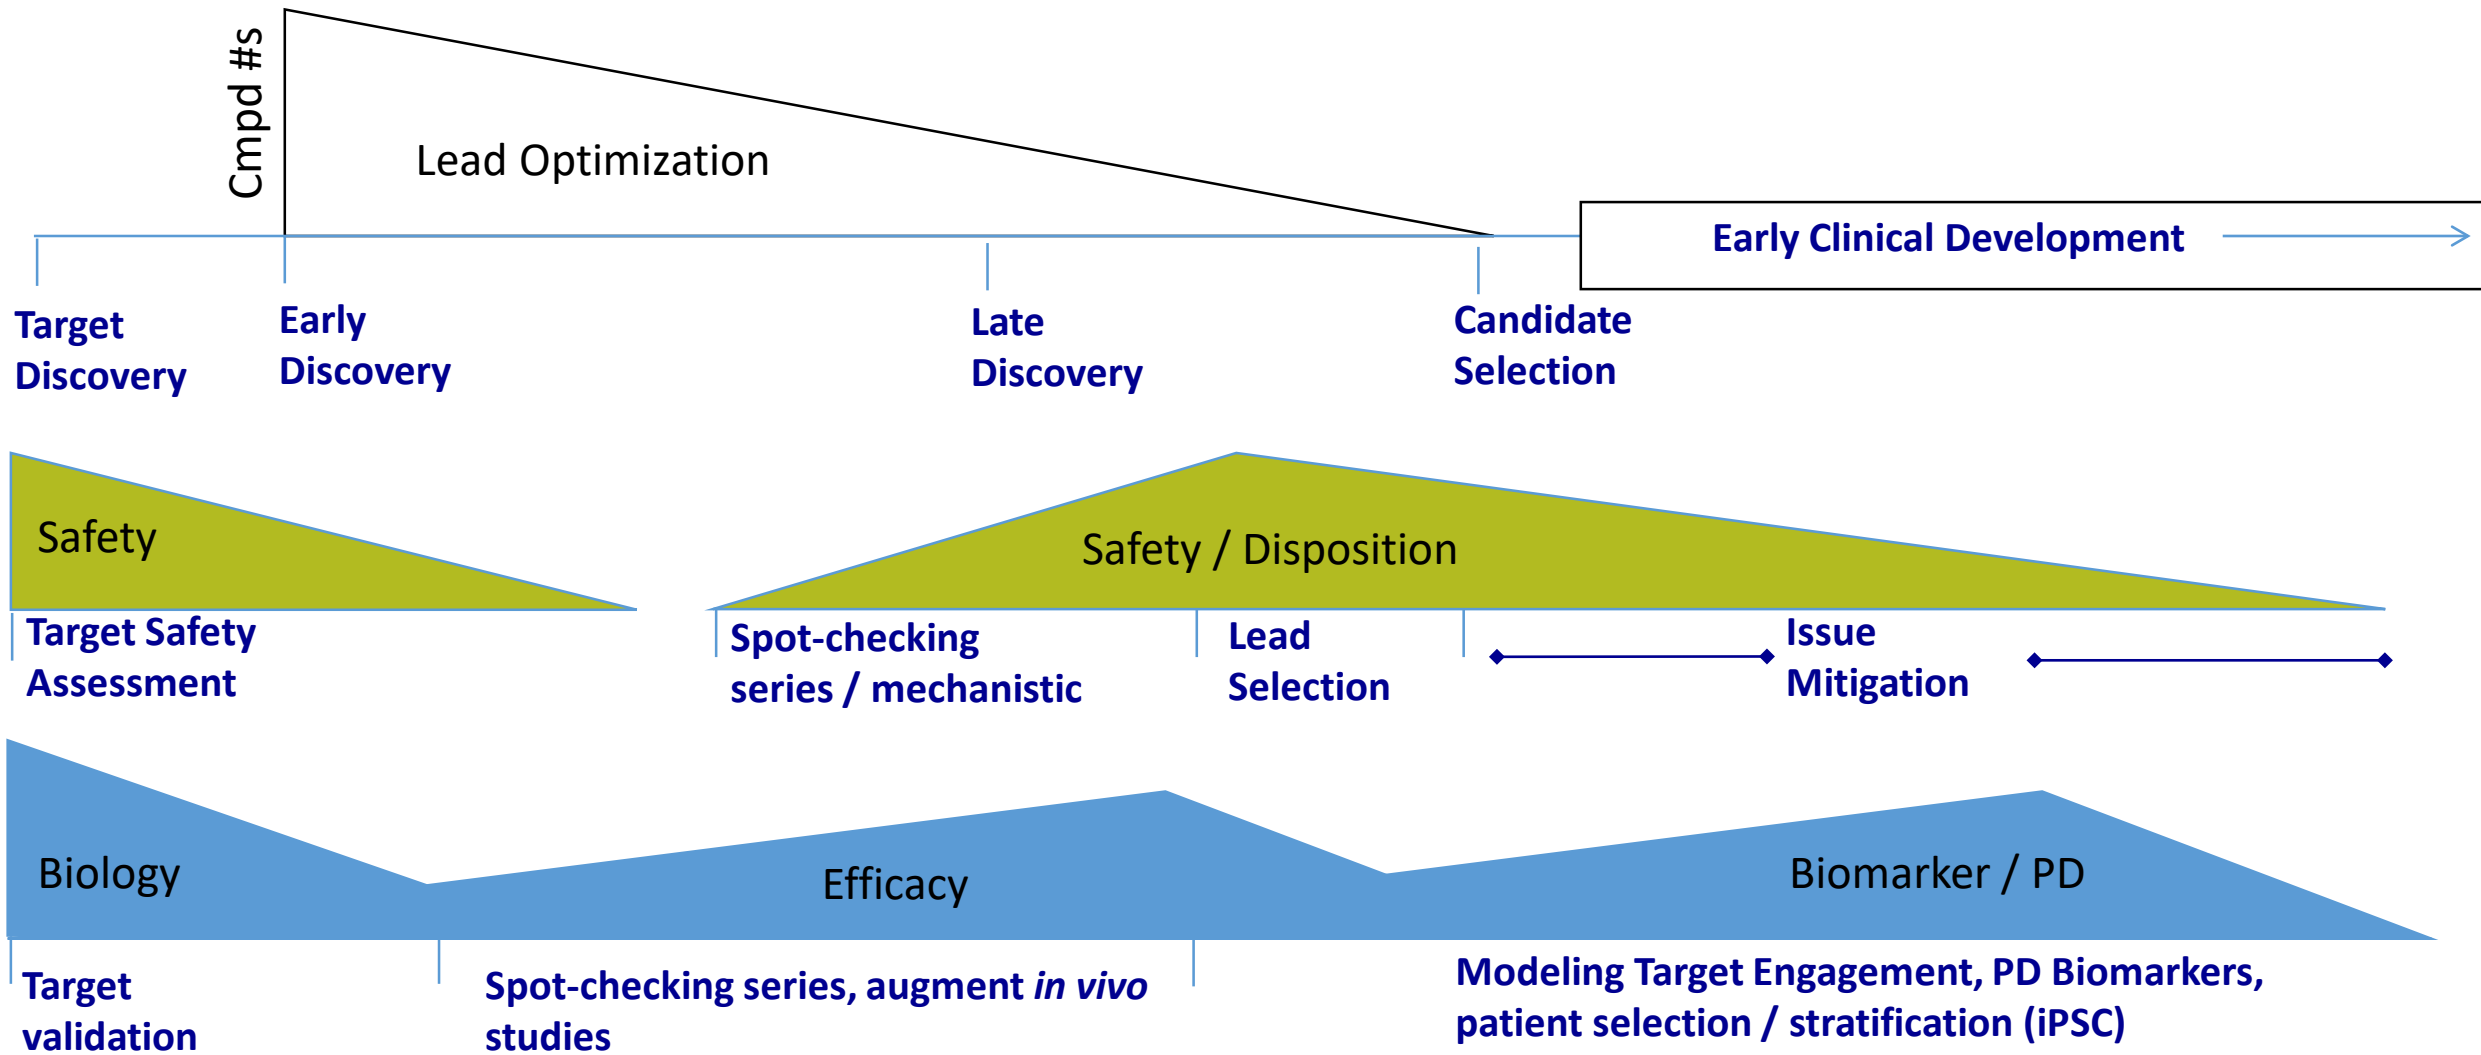 Cmpd #s
Lead Optimization
Early Clinical Development
Target
Discovery
Early
Discovery
Late
Discovery
Candidate
Selection
Safety
Safety / Disposition
Target Safety
Assessment
Spot-checking
series / mechanistic
Lead
Selection
Issue
Mitigation
Biology
Efficacy
Biomarker / PD
Target
validation
Spot-checking series, augment in vivo
studies
Modeling Target Engagement, PD Biomarkers,
patient selection / stratification (iPSC)